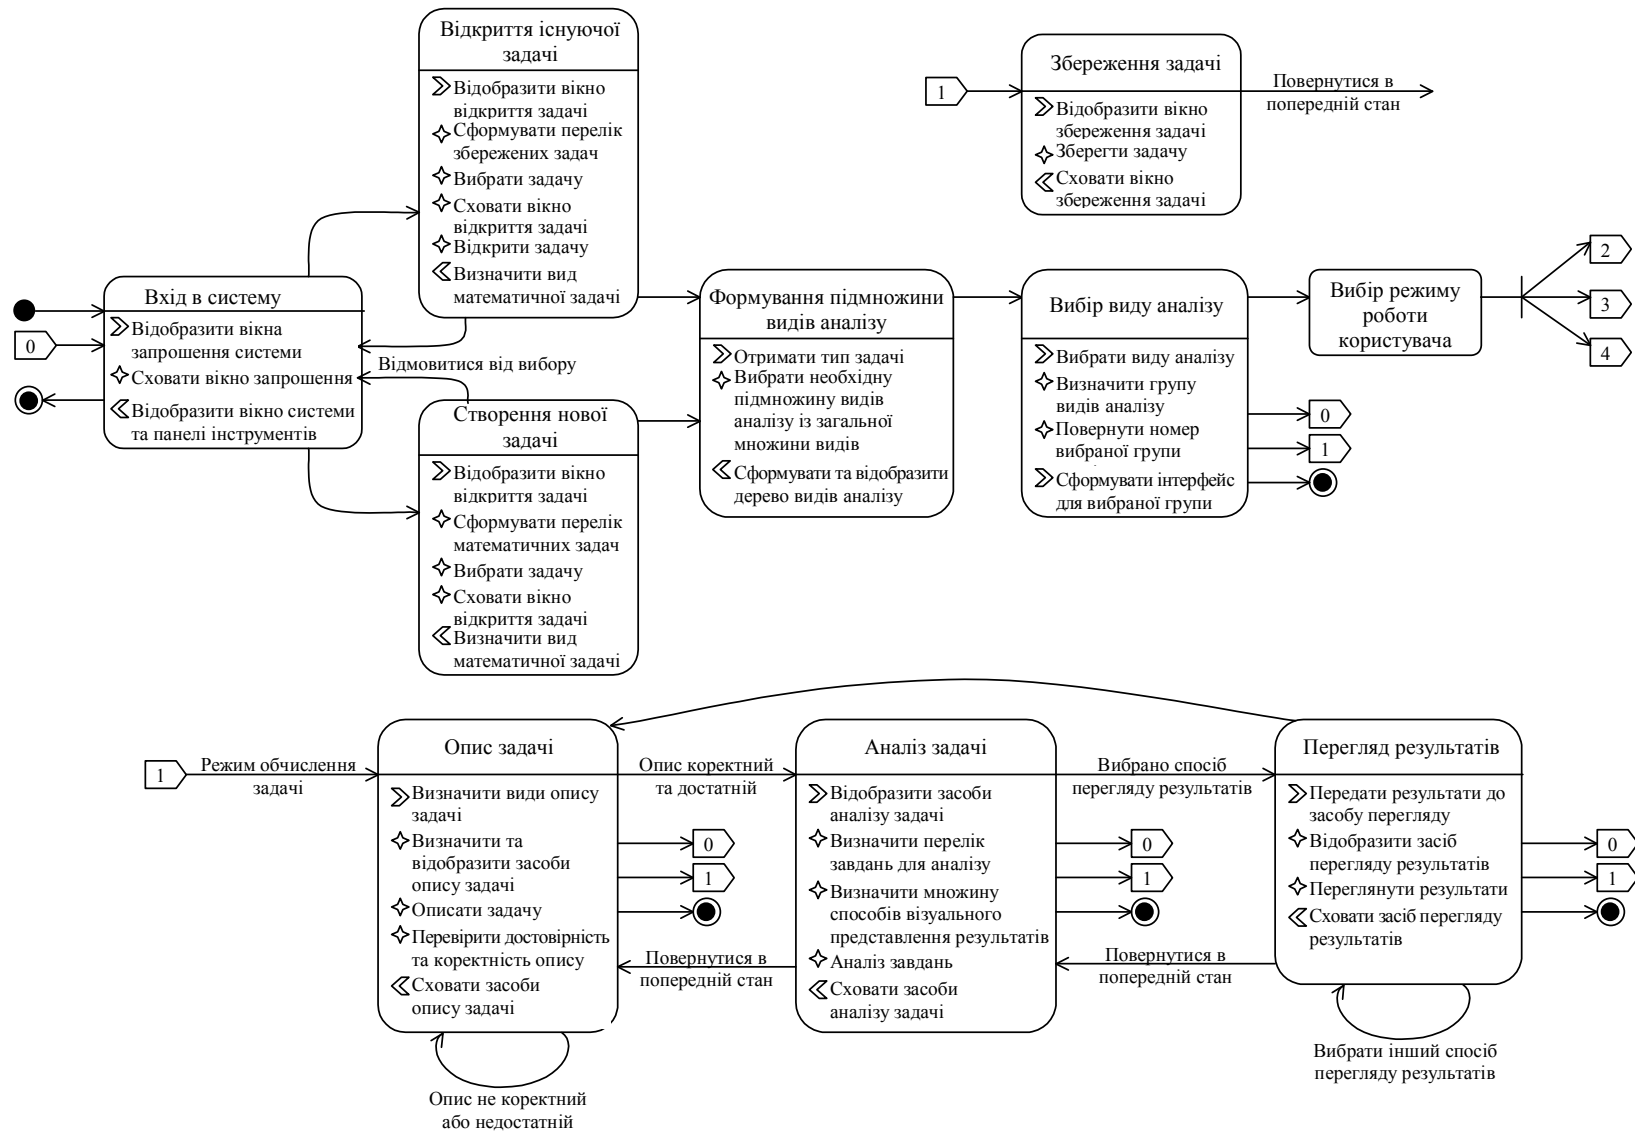 Відкриття існуючої
задачі
Відобразити вікно
відкриття задачі
Сформувати перелік
збережених задач
Вибрати задачу
Сховати вікно
відкриття задачі
Відкрити задачу
Визначити вид
математичної задачі
1
Збереження задачі
Відобразити вікно
збереження задачі
Зберегти задачу
Сховати вікно
збереження задачі
Повернутися в
попередній стан
0
Вхід в систему
Відобразити вікна
запрошення системи
Сховати вікно запрошення
Відобразити вікно системи
та панелі інструментів
Відмовитися від вибору
Створення нової
задачі
Відобразити вікно
відкриття задачі
Сформувати перелік
математичних задач
Вибрати задачу
Сховати вікно
відкриття задачі
Визначити вид
математичної задачі
Формування підмножини
видів аналізу
Отримати тип задачі
Вибрати необхідну
підмножину видів
аналізу із загальної
множини видів
Сформувати та відобразити
дерево видів аналізу
Вибір виду аналізу
Вибрати виду аналізу
Визначити групу
видів аналізу
Повернути номер
вибраної групи
Сформувати інтерфейс
для вибраної групи
0
1
Вибір режиму
роботи
користувача
2
3
4
1
Режим обчислення
задачі
Опис задачі
Визначити види опису
задачі
Визначити та
відобразити засоби
опису задачі
Описати задачу
Перевірити достовірність
та коректність опису
Сховати засоби
опису задачі
Опис не коректний
або недостатній
Опис коректний
та достатній
0
1
Повернутися в
попередній стан
Аналіз задачі
Відобразити засоби
аналізу задачі
Визначити перелік
завдань для аналізу
Визначити множину
способів візуального
представлення результатів
Аналіз завдань
Сховати засоби
аналізу задачі
Вибрано спосіб
перегляду результатів
0
1
Повернутися в
попередній стан
Перегляд результатів
Передати результати до
засобу перегляду
Відобразити засіб
перегляду результатів
Переглянути результати
Сховати засіб перегляду
результатів
0
1
Вибрати інший спосіб
перегляду результатів